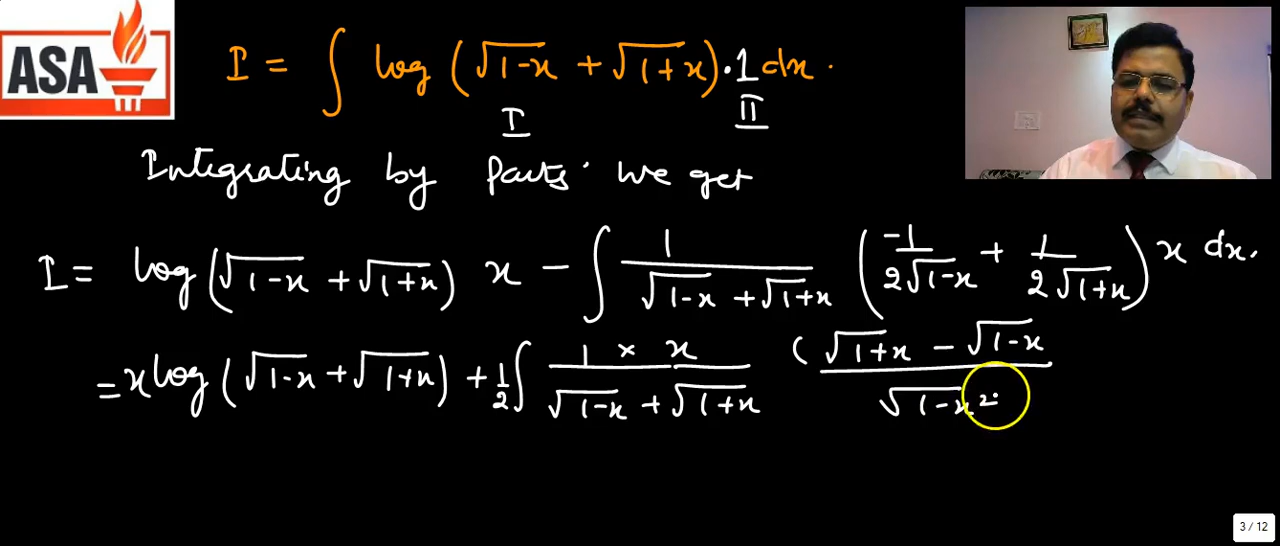 ASA
I = ∫ log (√1-x + √1+x) . 1 dx .
I II
Integrating by Parts. We get
I = log (√1-x + √1+x) x - ∫ 1/(√1-x + √1+x) (-1/(2√1-x) + 1/(2√1+x)) x dx.
= x log (√1-x + √1+x) + 1/2 ∫ (1 × x)/(√1-x + √1+x) ( (√1+x - √1-x)/√1-x²
3 / 12